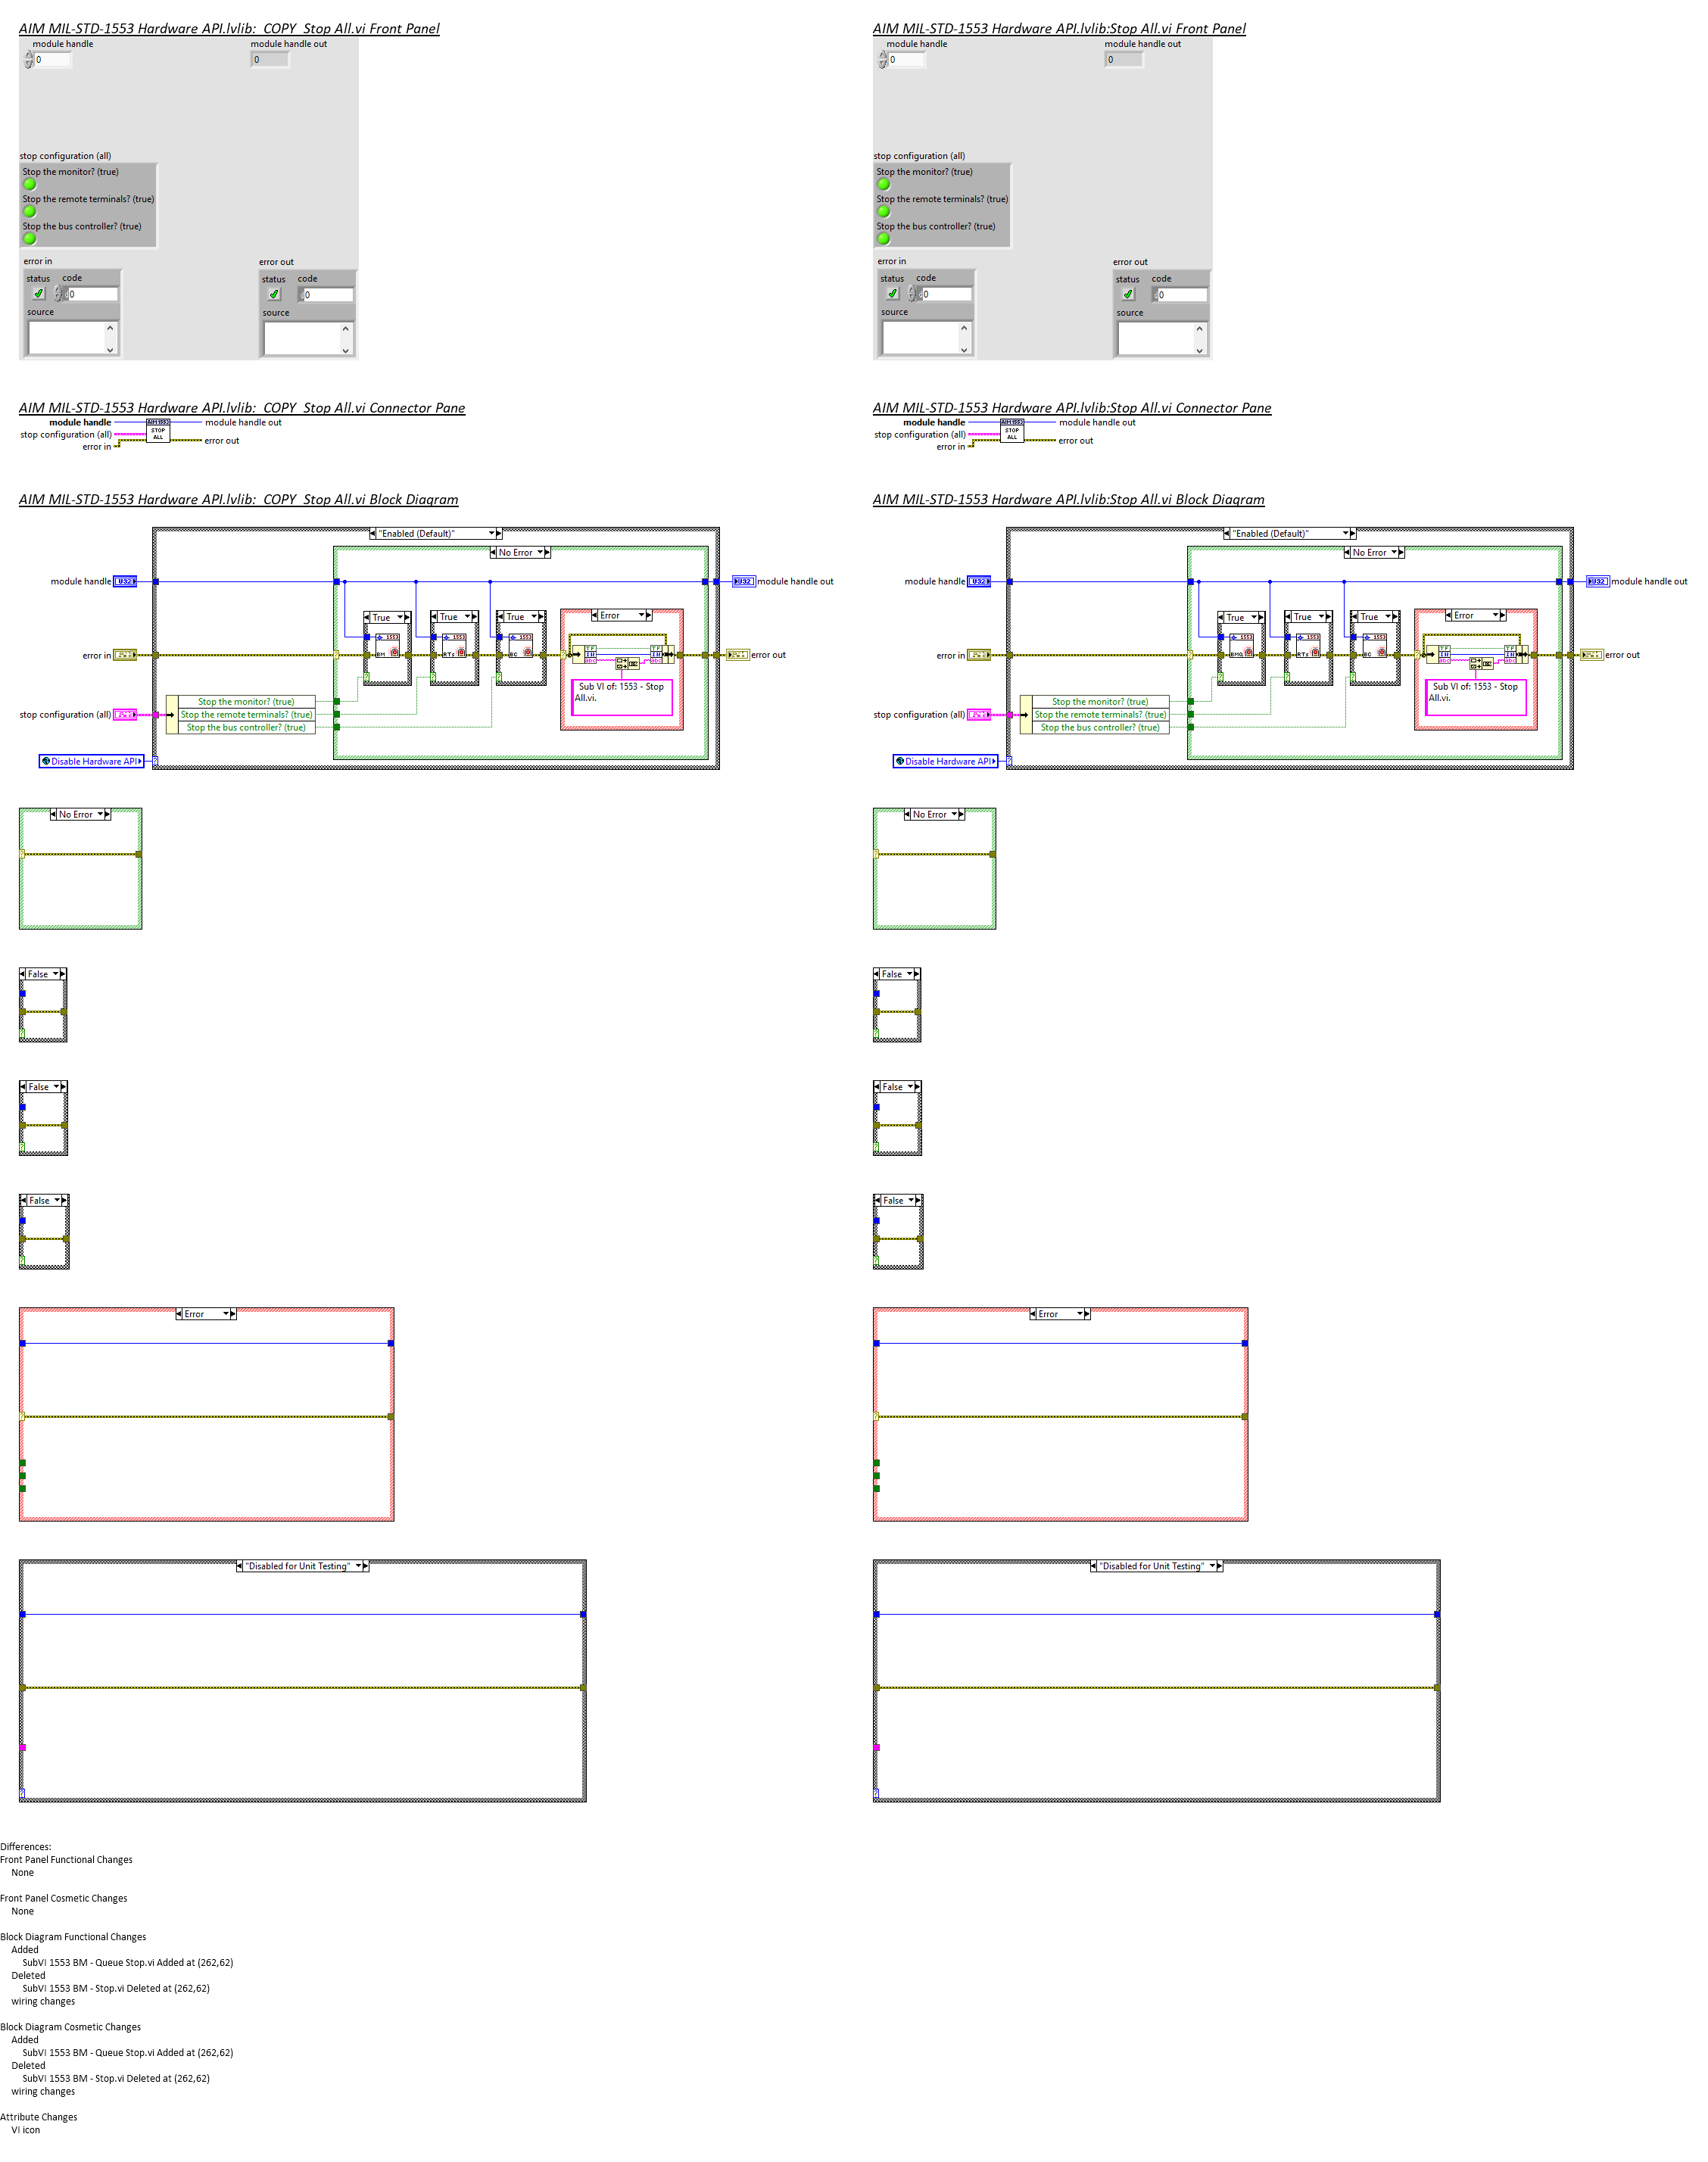 AIM MIL-STD-1553 Hardware API.lvlib:_COPY_Stop All.vi Front Panel
module handle
module handle out
0
0
stop configuration (all)
Stop the monitor? (true)
Stop the remote terminals? (true)
Stop the bus controller? (true)
error in
error out
status code
status code
0
0
source
source
AIM MIL-STD-1553 Hardware API.lvlib:Stop All.vi Front Panel
module handle
module handle out
0
0
stop configuration (all)
Stop the monitor? (true)
Stop the remote terminals? (true)
Stop the bus controller? (true)
error in
error out
status code
status code
0
0
source
source
AIM MIL-STD-1553 Hardware API.lvlib:_COPY_Stop All.vi Connector Pane
module handle
module handle out
stop configuration (all)
error in
error out
AIM1553
STOP
ALL
AIM MIL-STD-1553 Hardware API.lvlib:Stop All.vi Connector Pane
module handle
module handle out
stop configuration (all)
error in
error out
AIM1553
STOP
ALL
AIM MIL-STD-1553 Hardware API.lvlib:_COPY_Stop All.vi Block Diagram
"Enabled (Default)"
No Error
module handle
U32
U32
module handle out
True
True
True
Error
1553
1553
1553
BM
RTs
BC
error in
error out
Sub VI of: 1553 - Stop
All.vi.
stop configuration (all)
Stop the monitor? (true)
Stop the remote terminals? (true)
Stop the bus controller? (true)
Disable Hardware API
AIM MIL-STD-1553 Hardware API.lvlib:Stop All.vi Block Diagram
"Enabled (Default)"
No Error
module handle
U32
U32
module handle out
True
True
True
Error
1553
1553
1553
BMQ
RTs
BC
error in
error out
Sub VI of: 1553 - Stop
All.vi.
stop configuration (all)
Stop the monitor? (true)
Stop the remote terminals? (true)
Stop the bus controller? (true)
Disable Hardware API
No Error
No Error
False
False
False
False
False
False
Error
Error
"Disabled for Unit Testing"
"Disabled for Unit Testing"
Differences:
Front Panel Functional Changes
None
Front Panel Cosmetic Changes
None
Block Diagram Functional Changes
Added
SubVI 1553 BM - Queue Stop.vi Added at (262,62)
Deleted
SubVI 1553 BM - Stop.vi Deleted at (262,62)
wiring changes
Block Diagram Cosmetic Changes
Added
SubVI 1553 BM - Queue Stop.vi Added at (262,62)
Deleted
SubVI 1553 BM - Stop.vi Deleted at (262,62)
wiring changes
Attribute Changes
VI icon